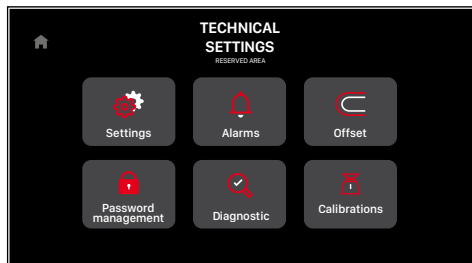 TECHNICAL
SETTINGS
RESERVED AREA
Settings
Alarms
Offset
Password
management
Diagnostic
Calibrations